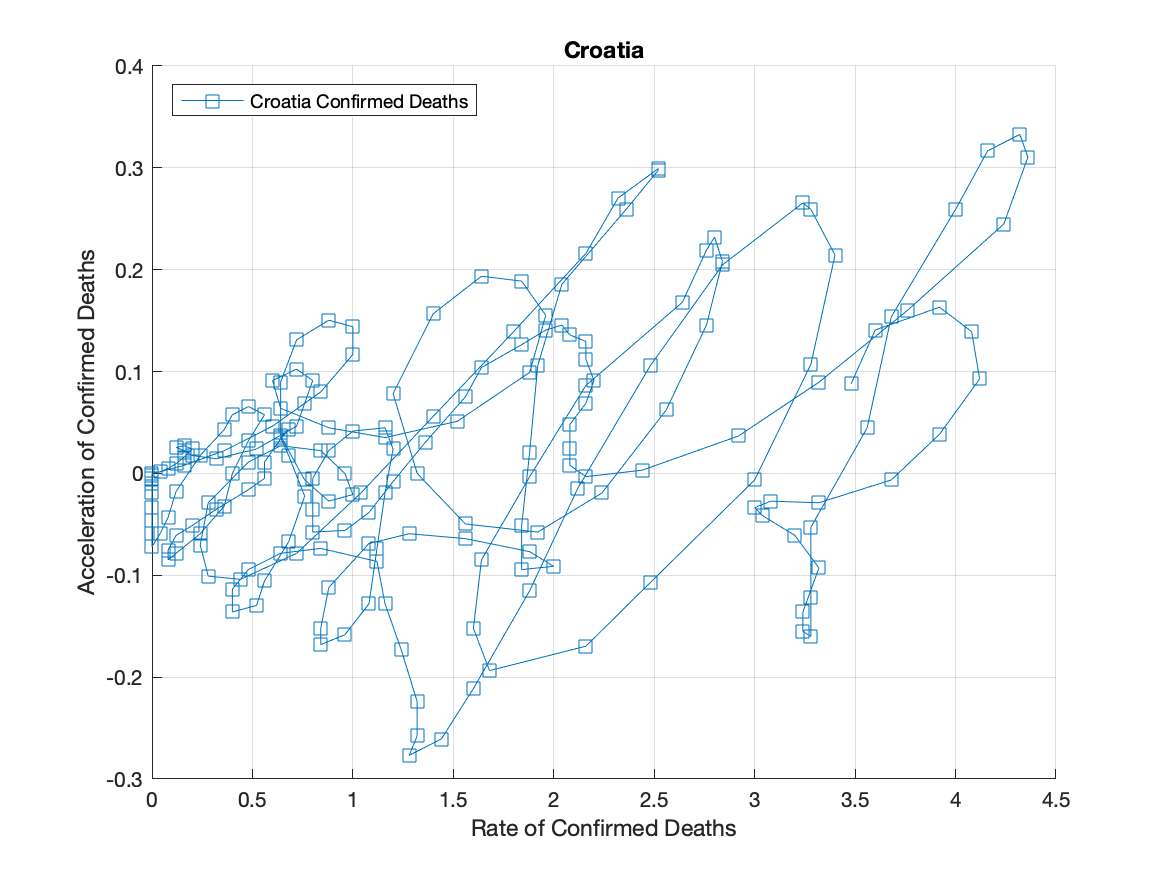 Croatia
Croatia Confirmed Deaths
Acceleration of Confirmed Deaths
0.4
0.3
0.2
0.1
0
-0.1
-0.2
-0.3
0 0.5 1 1.5 2 2.5 3 3.5 4 4.5
Rate of Confirmed Deaths